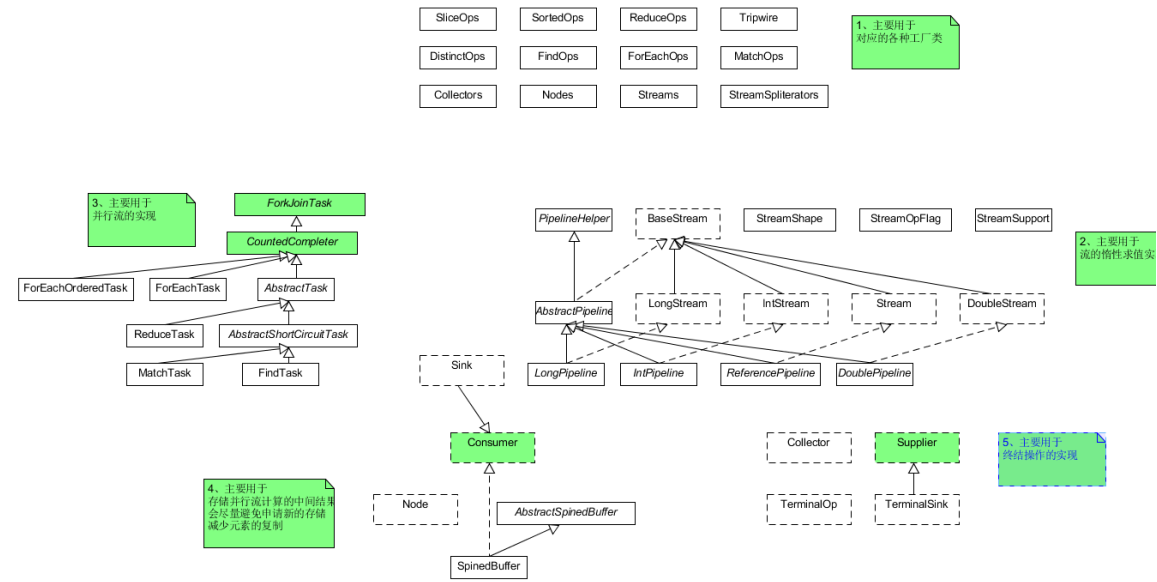 SliceOps
SortedOps
ReduceOps
Tripwire
1、主要用于
对应的各种工厂类
DistinctOps
FindOps
ForEachOps
MatchOps
Collectors
Nodes
Streams
StreamSpliterators
3、主要用于
并行流的实现
ForkJoinTask
CountedCompleter
ForEachOrderedTask
ForEachTask
AbstractTask
ReduceTask
AbstractShortCircuitTask
MatchTask
FindTask
PipelineHelper
BaseStream
StreamShape
StreamOpFlag
StreamSupport
2、主要用于
流的惰性求值实
AbstractPipeline
LongStream
IntStream
Stream
DoubleStream
LongPipeline
IntPipeline
ReferencePipeline
DoublePipeline
Sink
Consumer
Collector
Supplier
5、主要用于
终结操作的实现
4、主要用于
存储并行流计算的中间结果
会尽量避免申请新的存储
减少元素的复制
Node
AbstractSpinedBuffer
TerminalOp
TerminalSink
SpinedBuffer